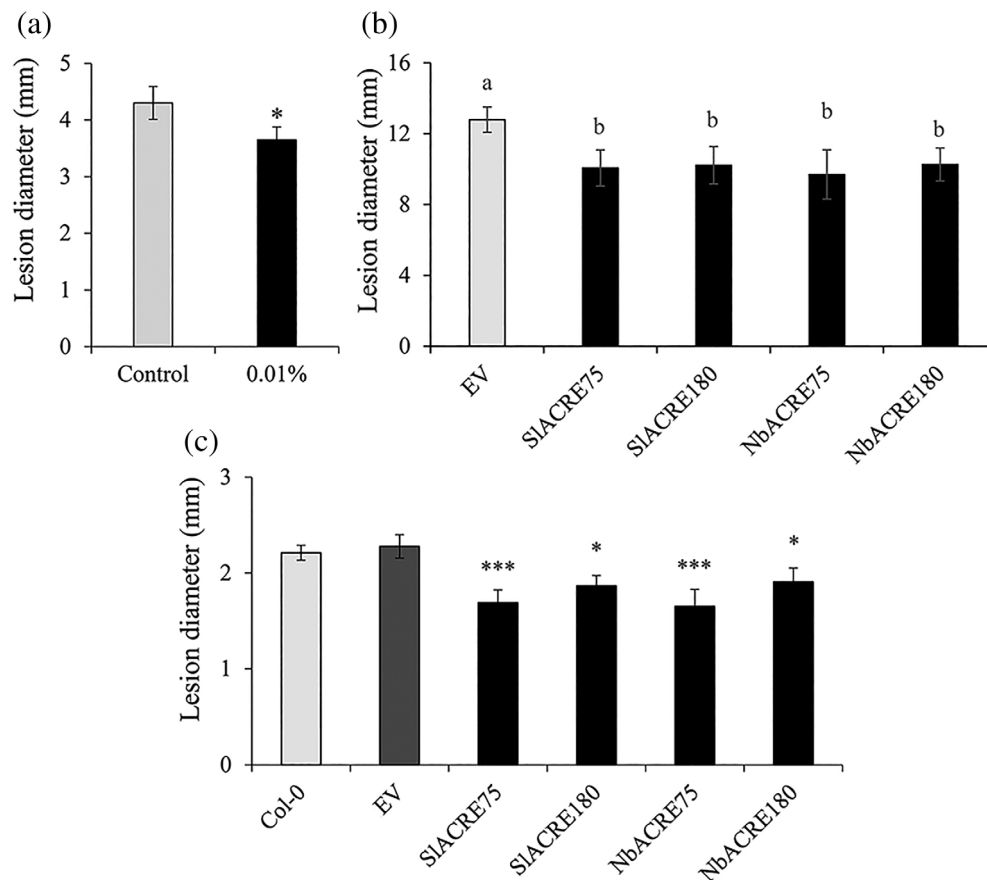 (a)
Lesion diameter (mm)
5
4
3
2
1
0
*
Control 0.01%
(b)
Lesion diameter (mm)
16
12
8
4
0
a
b
b
b
b
EV
SlACRE75
SlACRE180
NbACRE75
NbACRE180
(c)
Lesion diameter (mm)
3
2
1
0
***
*
***
*
Col-0
EV
SlACRE75
SlACRE180
NbACRE75
NbACRE180